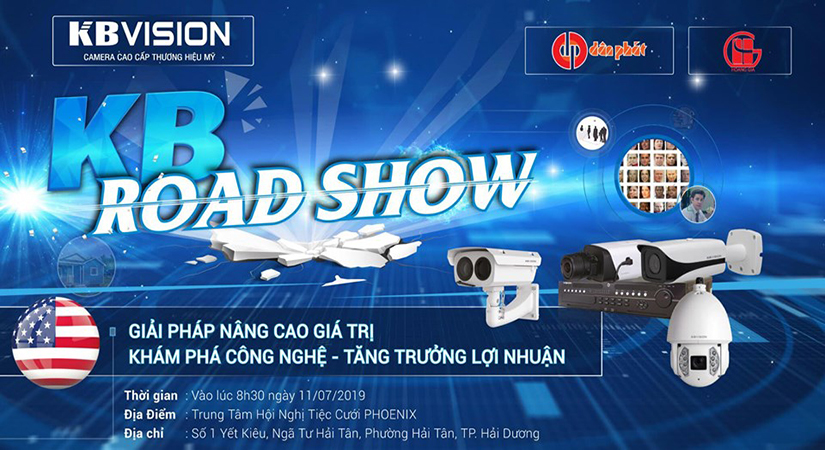 KBVISION
CAMERA CAO CẤP THƯƠNG HIỆU MỸ
dân phát
HOÀNG GIA
KB
ROAD SHOW
GIẢI PHÁP NÂNG CAO GIÁ TRỊ
KHÁM PHÁ CÔNG NGHỆ - TĂNG TRƯỞNG LỢI NHUẬN
Thời gian : Vào lúc 8h30 ngày 11/07/2019
Địa Điểm : Trung Tâm Hội Nghị Tiệc Cưới PHOENIX
Địa chỉ : Số 1 Yết Kiêu, Ngã Tư Hải Tân, Phường Hải Tân, TP. Hải Dương